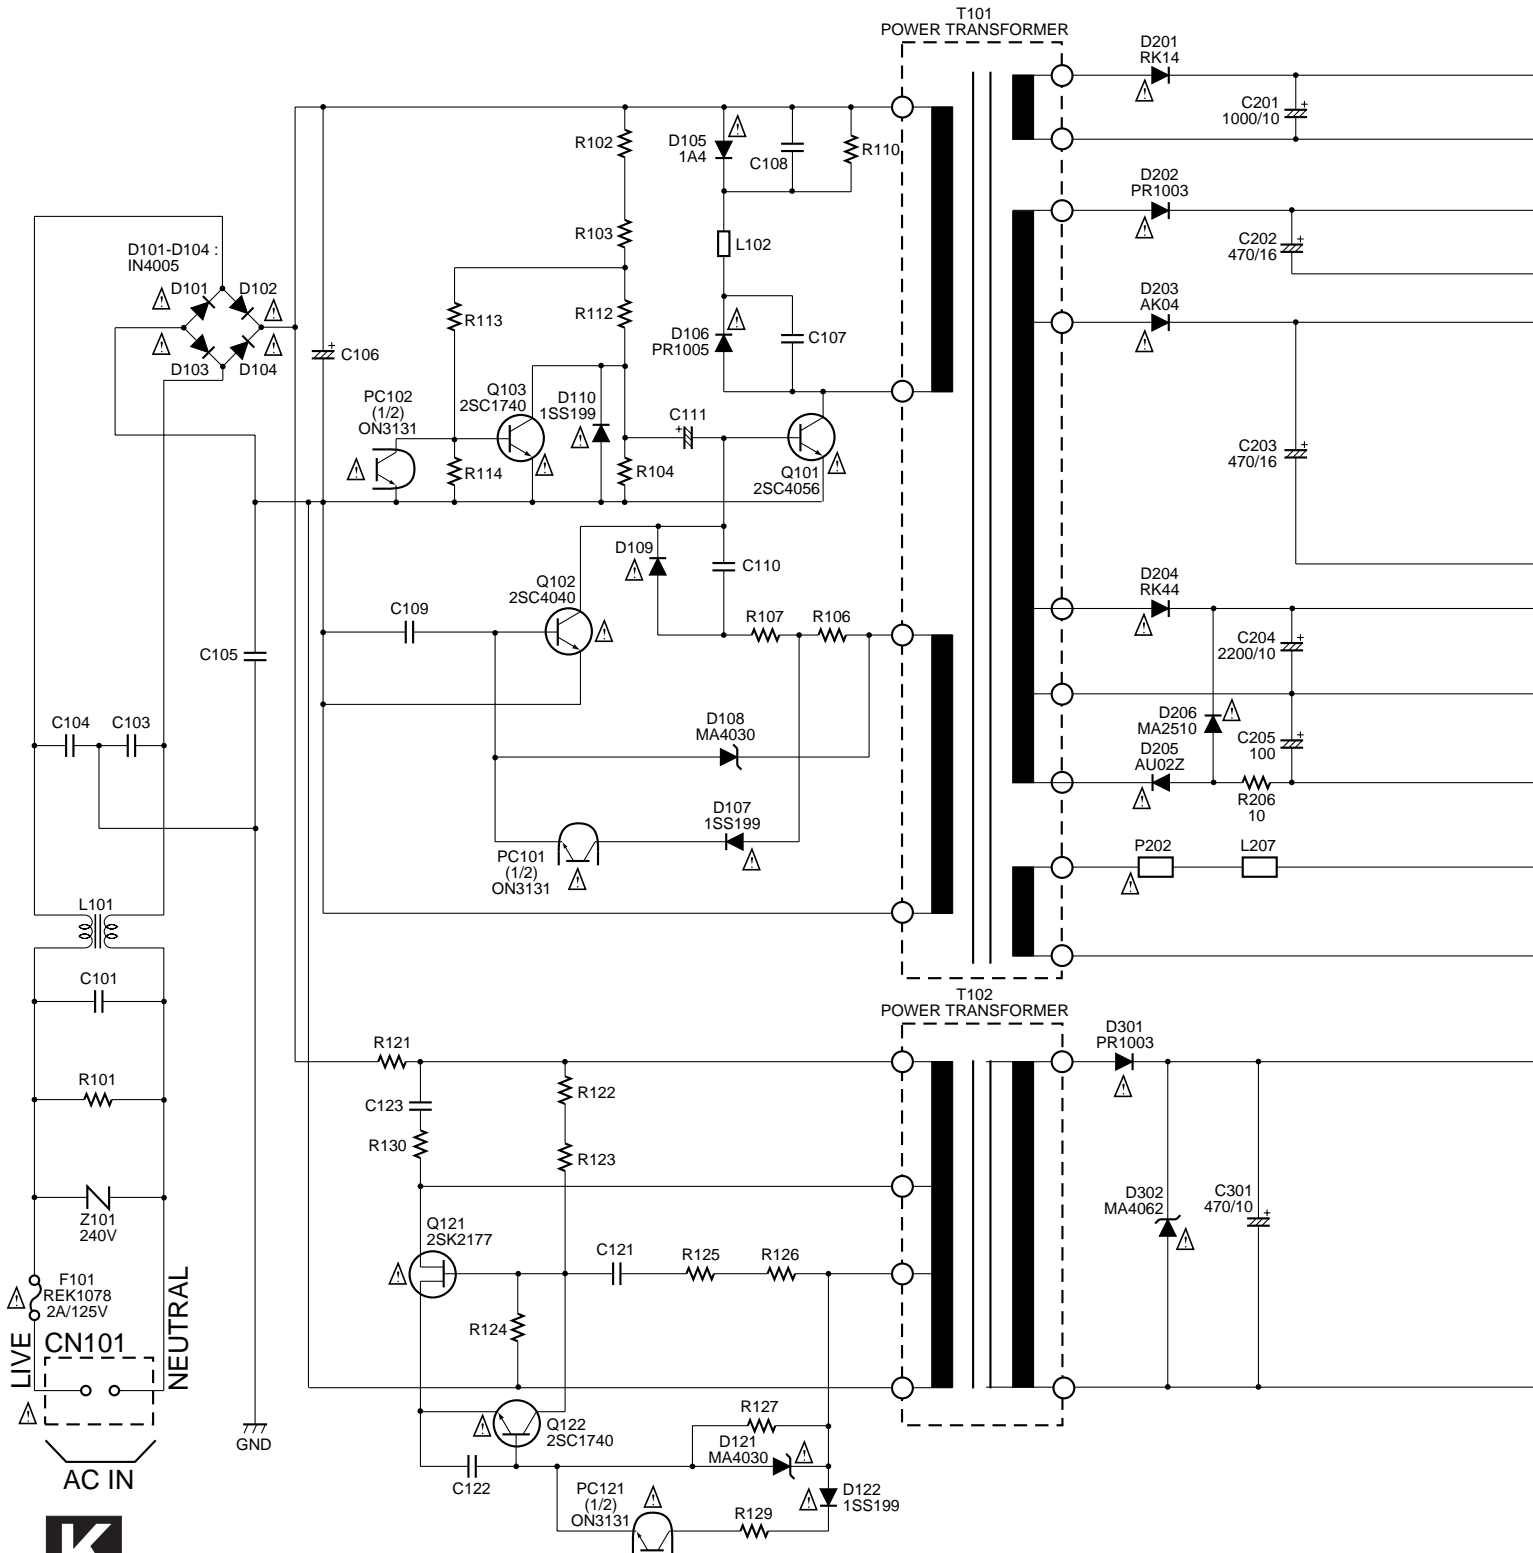 T101
POWER TRANSFORMER
D201
RK14
C201
1000/10
R102
D105
1A4
C108
R110
D202
PR1003
R103
L102
C202
470/16
D101-D104 :
IN4005
D101
D102
D103
D104
R113
R112
D106
PR1005
C107
D203
AK04
C106
PC102
(1/2)
ON3131
Q103
2SC1740
D110
1SS199
C111
R114
R104
Q101
2SC4056
C203
470/16
D109
C110
Q102
2SC4040
C109
R107
R106
D204
RK44
C204
2200/10
C105
C104
C103
D108
MA4030
D206
MA2510
C205
100
D205
AU02Z
R206
10
D107
1SS199
PC101
(1/2)
ON3131
P202
L207
L101
C101
T102
POWER TRANSFORMER
D301
PR1003
R121
R101
C123
R122
R130
R123
Z101
240V
Q121
2SK2177
C121
R125
R126
D302
MA4062
C301
470/10
F101
REK1078
2A/125V
R124
LIVE
CN101
NEUTRAL
R127
Q122
2SC1740
D121
MA4030
GND
AC IN
C122
PC121
(1/2)
ON3131
D122
1SS199
R129
K